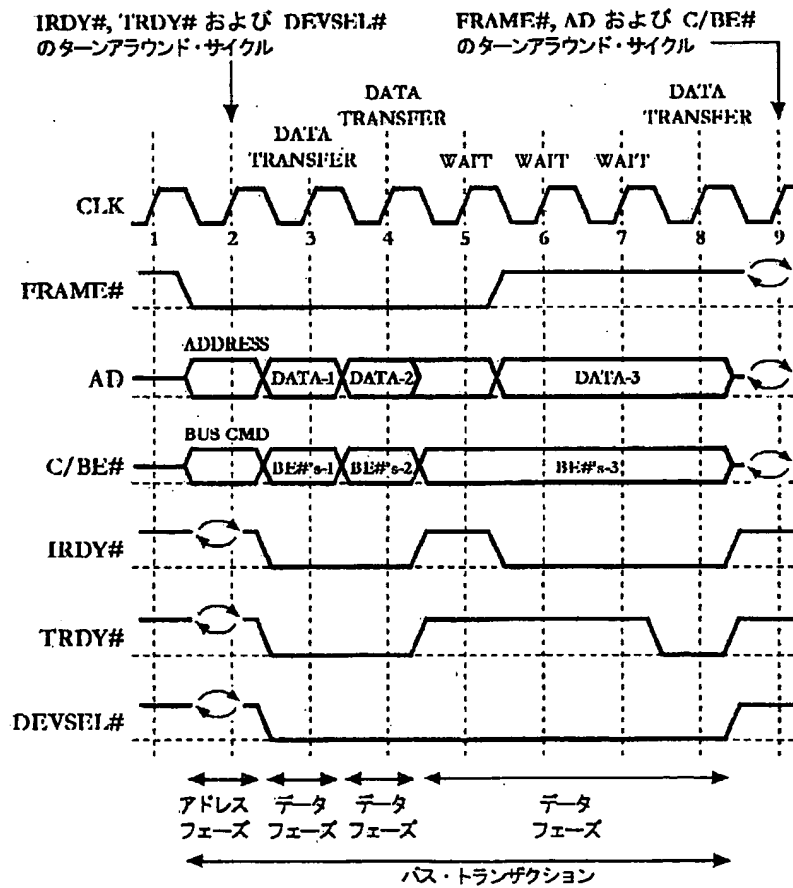 IRDY#, TRDY# および DEVSEL#
のターンアラウンド・サイクル
FRAME#, AD および C/BE#
のターンアラウンド・サイクル
DATA
TRANSFER
DATA
TRANSFER
WAIT
WAIT
WAIT
DATA
TRANSFER
CLK
1 2 3 4 5 6 7 8 9
FRAME#
ADDRESS
AD
DATA-1
DATA-2
DATA-3
BUS CMD
C/BE#
BE#'s-1
BE#'s-2
BE#'s-3
IRDY#
TRDY#
DEVSEL#
アドレス
フェーズ
データ
フェーズ
データ
フェーズ
データ
フェーズ
バス・トランザクション